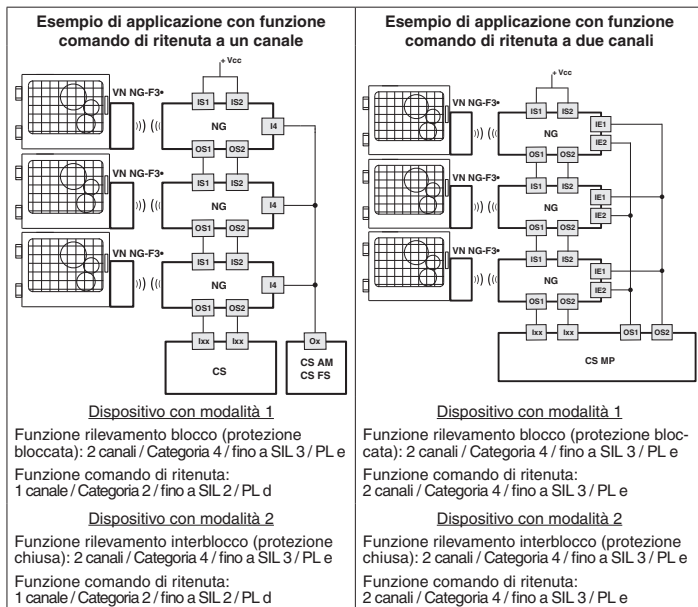 Esempio di applicazione con funzione
comando di ritenuta a un canale
+ Vcc
VN NG-F3•
IS1 IS2
NG
I4
OS1 OS2
VN NG-F3•
IS1 IS2
NG
I4
OS1 OS2
VN NG-F3•
IS1 IS2
NG
I4
OS1 OS2
Ixx Ixx
Ox
CS
CS AM
CS FS
Dispositivo con modalità 1
Funzione rilevamento blocco (protezione
bloccata): 2 canali / Categoria 4 / fino a SIL 3 / PL e
Funzione comando di ritenuta:
1 canale / Categoria 2 / fino a SIL 2 / PL d
Dispositivo con modalità 2
Funzione rilevamento interblocco (protezione
chiusa): 2 canali / Categoria 4 / fino a SIL 3 / PL e
Funzione comando di ritenuta:
1 canale / Categoria 2 / fino a SIL 2 / PL d
Esempio di applicazione con funzione
comando di ritenuta a due canali
+ Vcc
VN NG-F3•
IS1 IS2
NG
IE1
IE2
OS1 OS2
VN NG-F3•
IS1 IS2
NG
IE1
IE2
OS1 OS2
VN NG-F3•
IS1 IS2
NG
IE1
IE2
OS1 OS2
Ixx Ixx
OS1 OS2
CS MP
Dispositivo con modalità 1
Funzione rilevamento blocco (protezione bloc-
cata): 2 canali / Categoria 4 / fino a SIL 3 / PL e
Funzione comando di ritenuta:
2 canali / Categoria 4 / fino a SIL 3 / PL e
Dispositivo con modalità 2
Funzione rilevamento interblocco (protezione
chiusa): 2 canali / Categoria 4 / fino a SIL 3 / PL e
Funzione comando di ritenuta:
2 canali / Categoria 4 / fino a SIL 3 / PL e